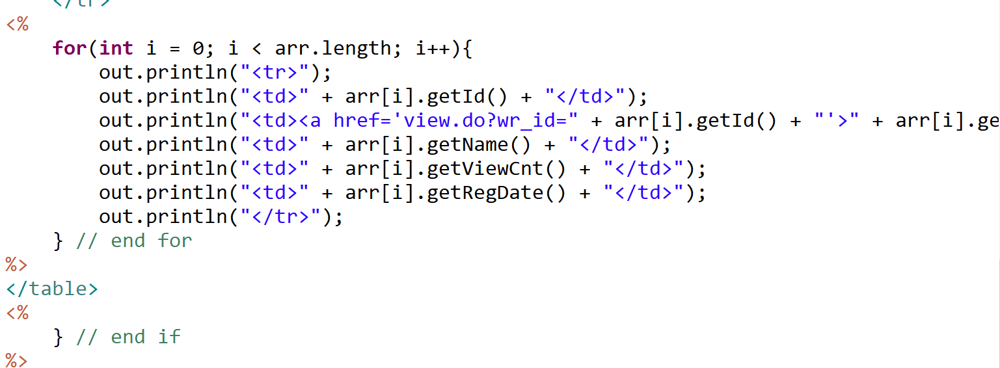 </tr>
<%
    for(int i = 0; i < arr.length; i++){
        out.println("<tr>");
        out.println("<td>" + arr[i].getId() + "</td>");
        out.println("<td><a href='view.do?wr_id=" + arr[i].getId() + "'>" + arr[i].ge
        out.println("<td>" + arr[i].getName() + "</td>");
        out.println("<td>" + arr[i].getViewCnt() + "</td>");
        out.println("<td>" + arr[i].getRegDate() + "</td>");
        out.println("</tr>");
    } // end for
%>
</table>
<%
    } // end if
%>